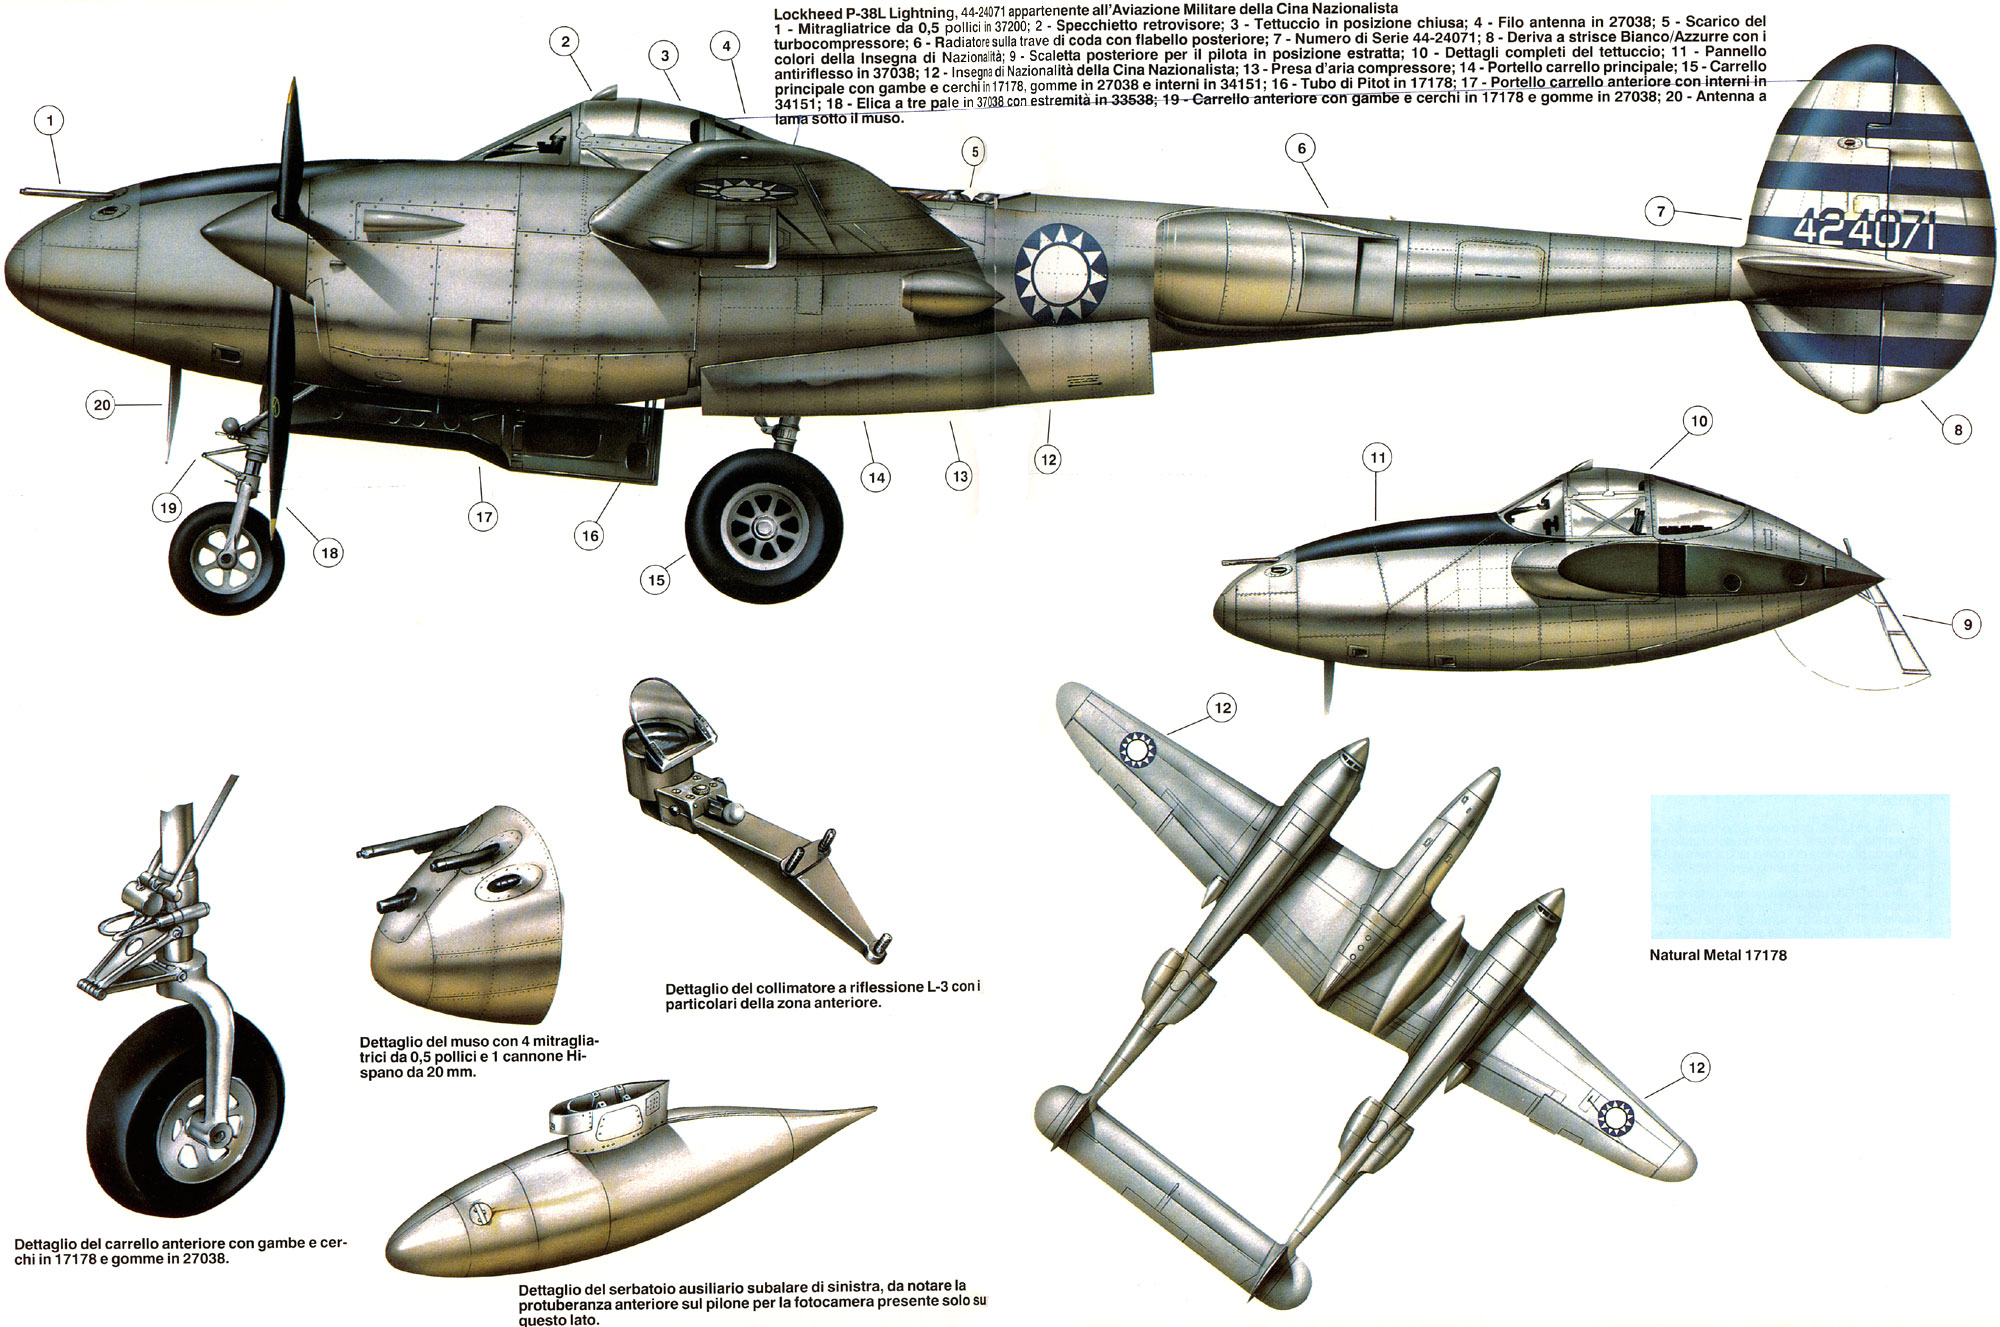 Lockheed P-38L Lightning, 44-24071 appartenente all'Aviazione Militare della Cina Nazionalista
1 - Mitragliatrice da 0,5 pollici in 37200; 2 - Specchietto retrovisore; 3 - Tettuccio in posizione chiusa; 4 - Filo antenna in 27038; 5 - Scarico del
turbocompressore; 6 - Radiatore sulla trave di coda con flabello posteriore; 7 - Numero di Serie 44-24071; 8 - Deriva a strisce Bianco/Azzurre con i
colori della Insegna di Nazionalità; 9 - Scaletta posteriore per il pilota in posizione estratta; 10 - Dettagli completi del tettuccio; 11 - Pannello
antiriflesso in 37038; 12 - Insegna di Nazionalità della Cina Nazionalista; 13 - Presa d'aria compressore; 14 - Portello carrello principale; 15 - Carrello
principale con gambe e cerchi in 17178, gomme in 27038 e interni in 34151; 16 - Tubo di Pitot in 17178; 17 - Portello carrello anteriore con interni in
34151; 18 - Elica a tre pale in 37038 con estremità in 33538; 19 - Carrello anteriore con gambe e cerchi in 17178 e gomme in 27038; 20 - Antenna a
lama sotto il muso.
1
2
3
4
5
6
7
424071
8
20
19
18
17
16
15
14
13
12
11
10
9
12
12
Natural Metal 17178
Dettaglio del collimatore a riflessione L-3 con i
particolari della zona anteriore.
Dettaglio del muso con 4 mitraglia-
trici da 0,5 pollici e 1 cannone Hi-
spano da 20 mm.
Dettaglio del carrello anteriore con gambe e cer-
chi in 17178 e gomme in 27038.
Dettaglio del serbatoio ausiliario subalare di sinistra, da notare la
protuberanza anteriore sul pilone per la fotocamera presente solo su
questo lato.